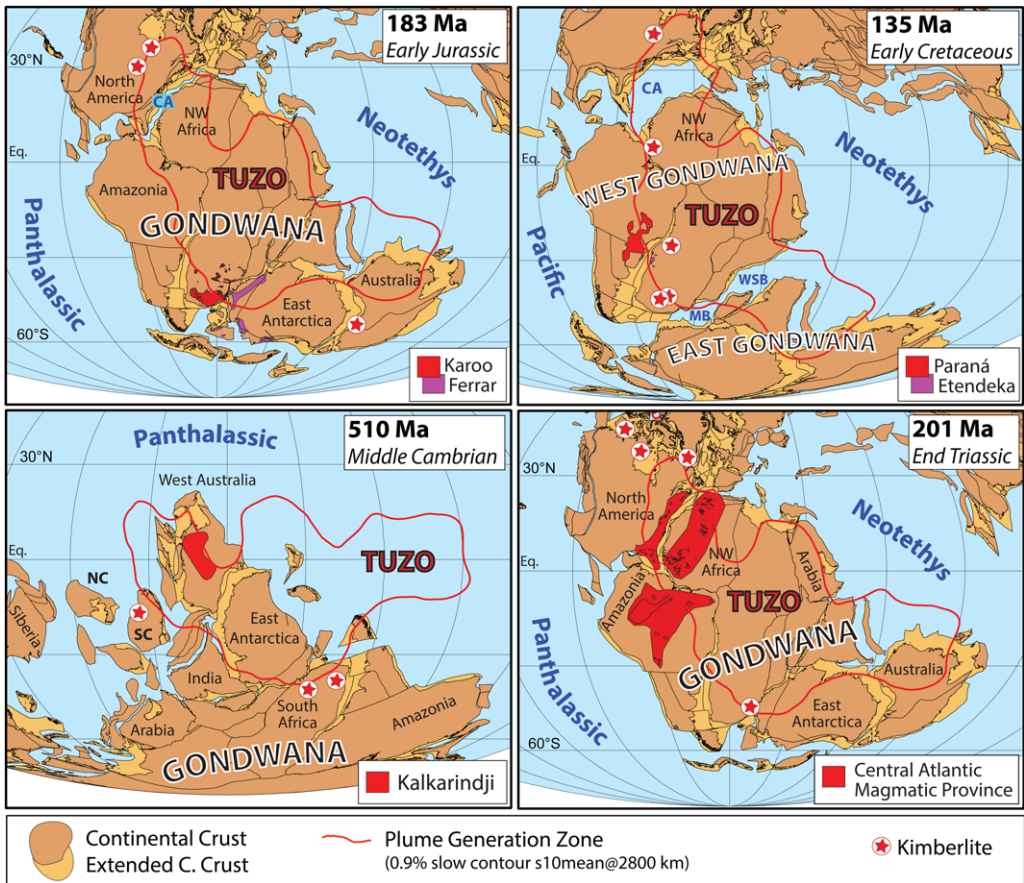 183 Ma
Early Jurassic
30°N
North
America
CA
NW
Africa
Neotethys
Eq.
Amazonia
TUZO
GONDWANA
Panthalassic
Australia
East
Antarctica
60°S
Karoo
Ferrar
135 Ma
Early Cretaceous
CA
NW
Africa
Neotethys
WEST GONDWANA
TUZO
Pacific
WSB
MB
EAST GONDWANA
Paraná
Etendeka
Panthalassic
510 Ma
Middle Cambrian
30°N
West Australia
Eq.
TUZO
NC
SC
Siberia
East
Antarctica
India
South
Africa
Amazonia
Arabia
GONDWANA
Kalkarindji
201 Ma
End Triassic
30°N
North
America
Neotethys
Eq.
NW
Africa
Arabia
Amazonia
TUZO
GONDWANA
Panthalassic
Australia
East
Antarctica
60°S
Central Atlantic
Magmatic Province
Continental Crust
Extended C. Crust
Plume Generation Zone
(0.9% slow contour s10mean@2800 km)
Kimberlite